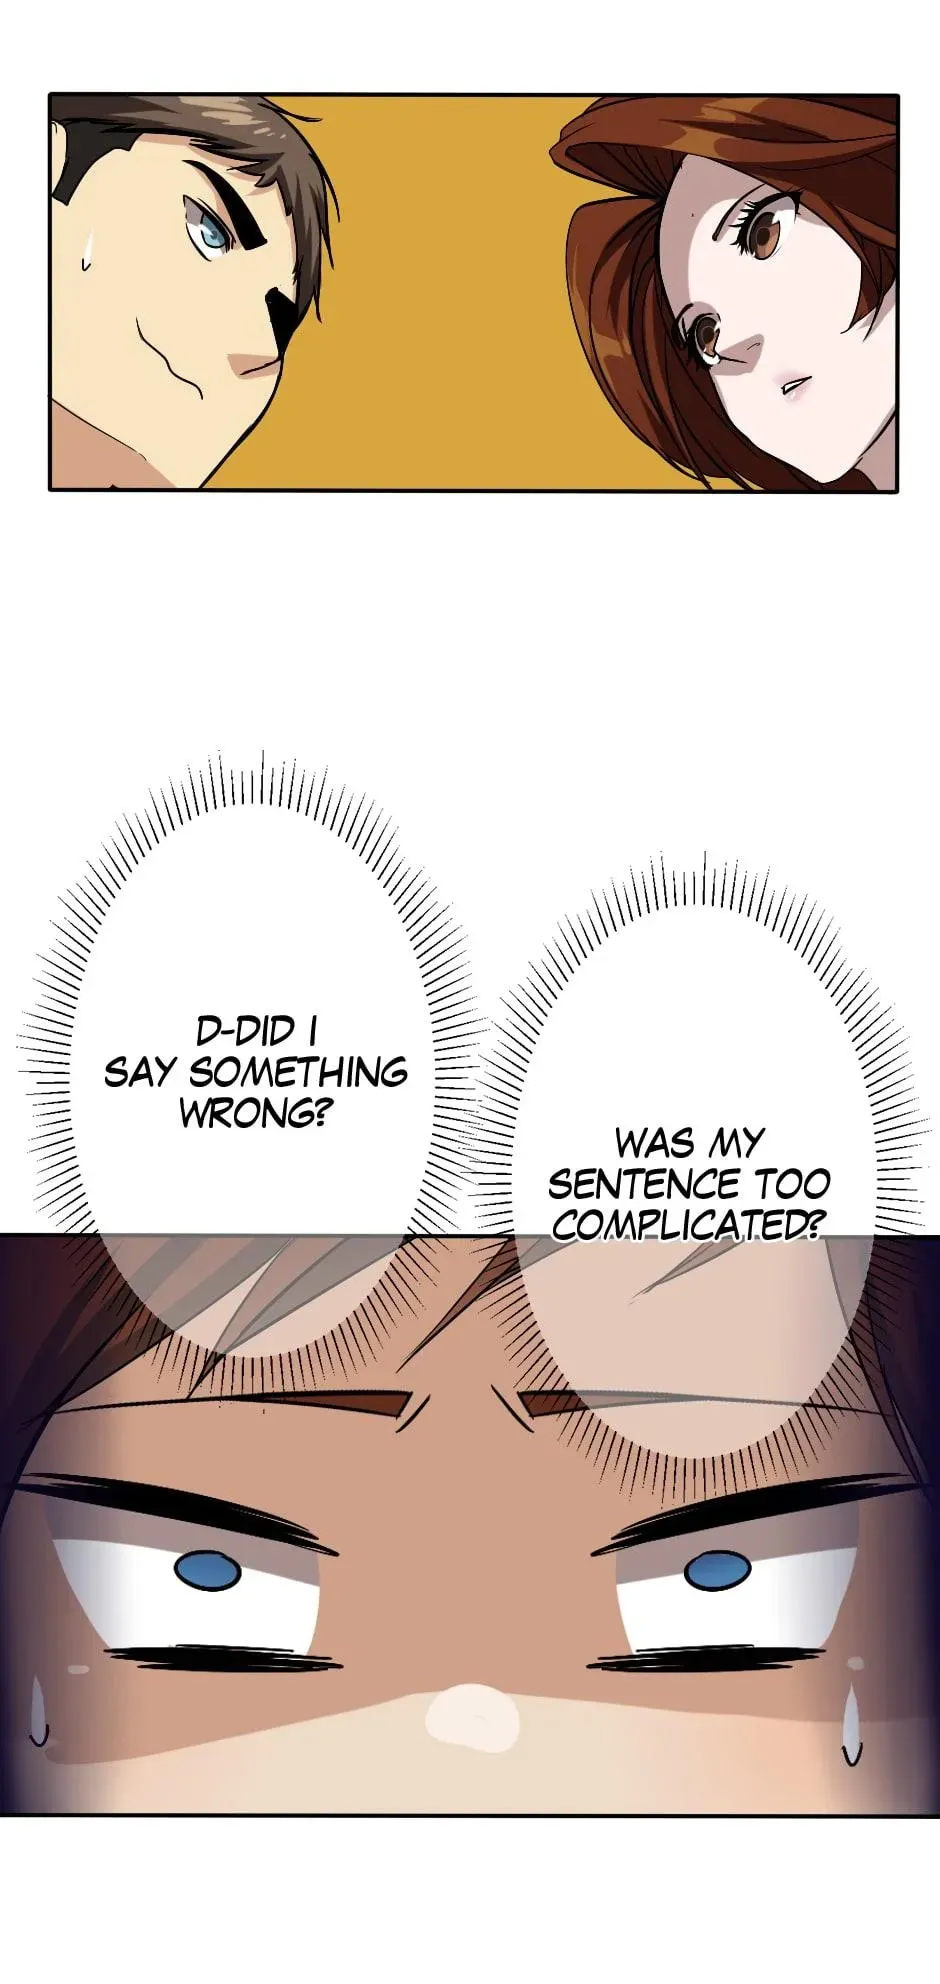 D-DID I
SAY SOMETHING
WRONG?
WAS MY
SENTENCE TOO
COMPLICATED?